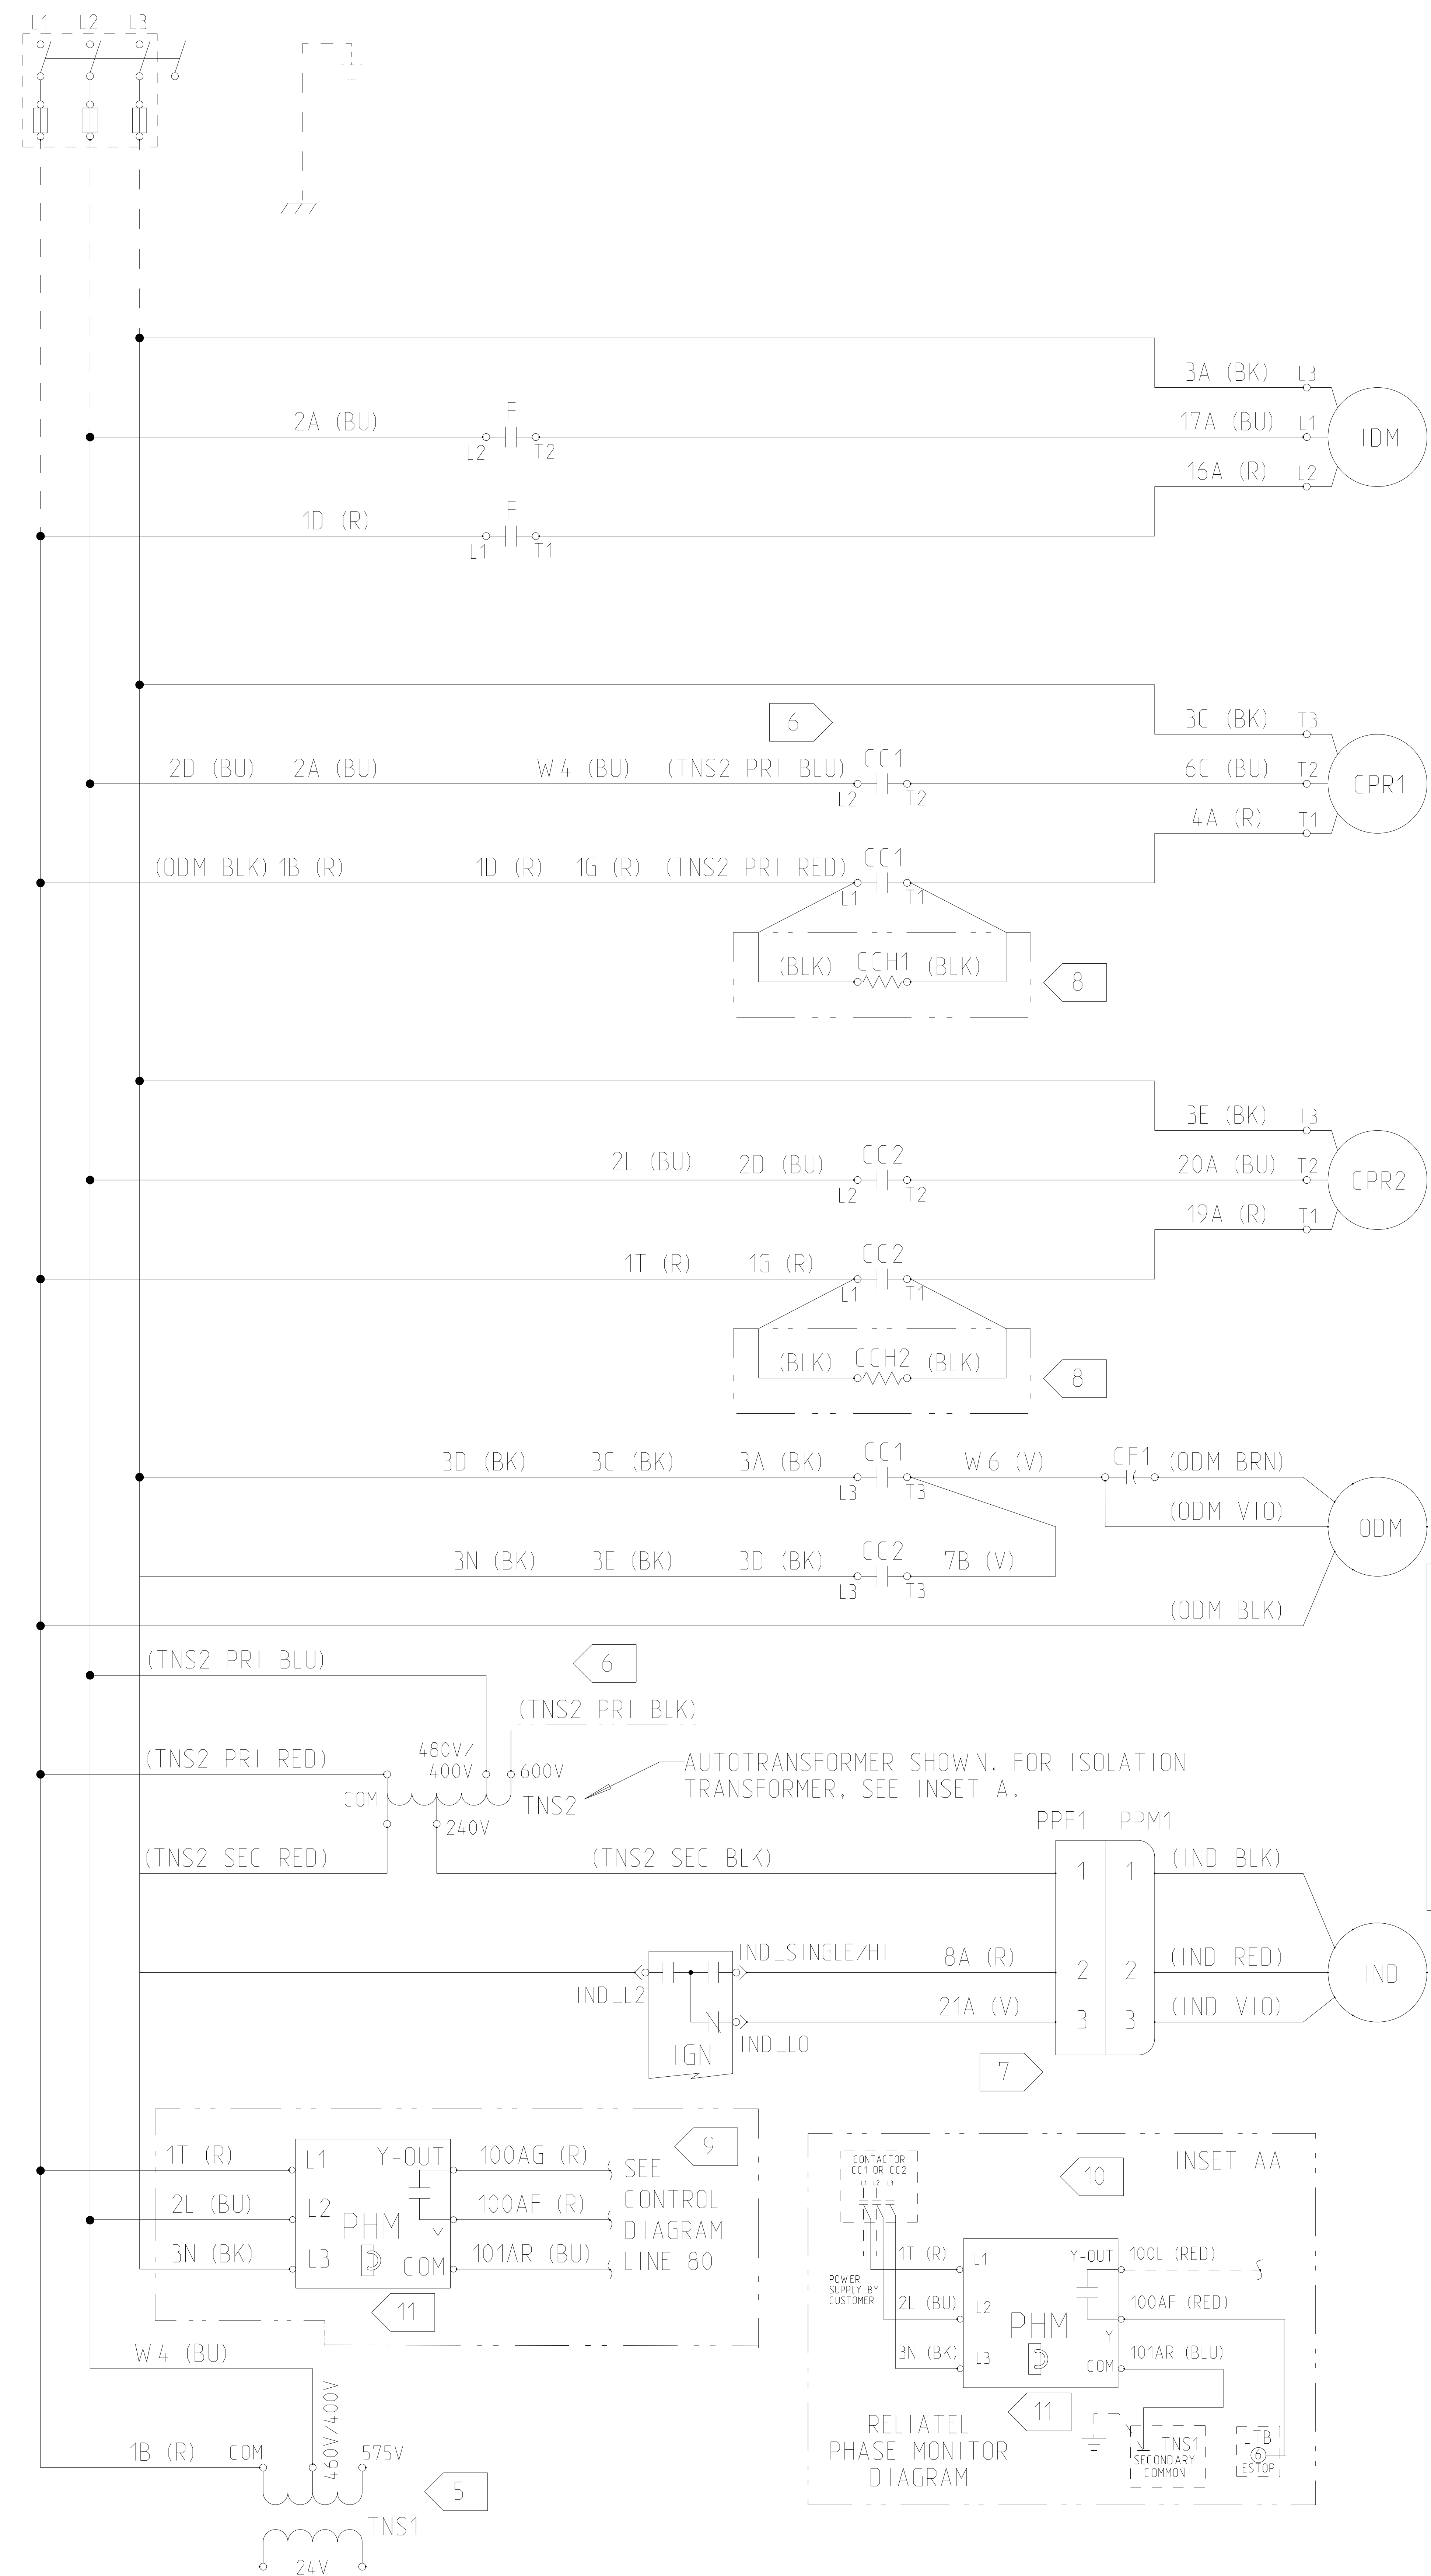 L1 L2 L3
3A (BK) L3
2A (BU) F 17A (BU) L1
L2 T2 IDM
16A (R) L2
1D (R) F
L1 T1
6 3C (BK) T3
2D (BU) 2A (BU) W4 (BU) (TNS2 PRI BLU) CC1 6C (BU) T2
L2 T2 CPR1
4A (R) T1
(ODM BLK) 1B (R) 1D (R) 1G (R) (TNS2 PRI RED) CC1
L1 T1
(BLK) CCH1 (BLK) 8
3E (BK) T3
2L (BU) 2D (BU) CC2 20A (BU) T2
L2 T2 CPR2
19A (R) T1
1T (R) 1G (R) CC2
L1 T1
(BLK) CCH2 (BLK) 8
3D (BK) 3C (BK) 3A (BK) CC1 W6 (V) CF1 (ODM BRN)
L3 T3
(ODM VIO) ODM
3N (BK) 3E (BK) 3D (BK) CC2 7B (V)
L3 T3
(ODM BLK)
(TNS2 PRI BLU) 6
(TNS2 PRI BLK)
(TNS2 PRI RED) 480V/
400V 600V
AUTOTRANSFORMER SHOWN. FOR ISOLATION
TRANSFORMER, SEE INSET A.
COM TNS2
240V
PPF1 PPM1
(TNS2 SEC RED) (TNS2 SEC BLK) 1 1 (IND BLK)
IND_SINGLE/HI 8A (R) 2 2 (IND RED) IND
IND_L2
21A (V) 3 3 (IND VIO)
IND_LO
IGN
7
9
1T (R) L1 Y-OUT 100AG (R) SEE
2L (BU) L2 PHM Y 100AF (R) CONTROL
DIAGRAM
3N (BK) L3 COM 101AR (BU) LINE 80
11
W4 (BU)
460V/400V
1B (R) COM 575V
5
TNS1
24V
INSET AA
CONTACTOR
CC1 OR CC2
L1 L2 L3
10
1T (R) L1 Y-OUT 100L (RED)
POWER
SUPPLY BY
CUSTOMER
2L (BU) L2 PHM Y 100AF (RED)
3N (BK) L3 COM 101AR (BLU)
11
RELIATEL
PHASE MONITOR
DIAGRAM
TNS1
SECONDARY
COMMON
LTB
6
ESTOP